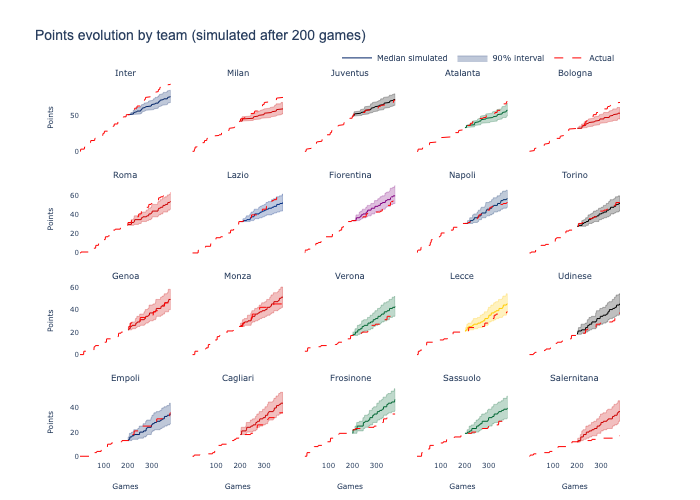 Points evolution by team (simulated after 200 games)
Median simulated 90% interval Actual
Inter Milan Juventus Atalanta Bologna
Points
50
0
Roma Lazio Fiorentina Napoli Torino
Points
60
40
20
0
Genoa Monza Verona Lecce Udinese
Points
60
40
20
0
Empoli Cagliari Frosinone Sassuolo Salernitana
Points
40
20
0
100 200 300 100 200 300 100 200 300 100 200 300 100 200 300
Games Games Games Games Games